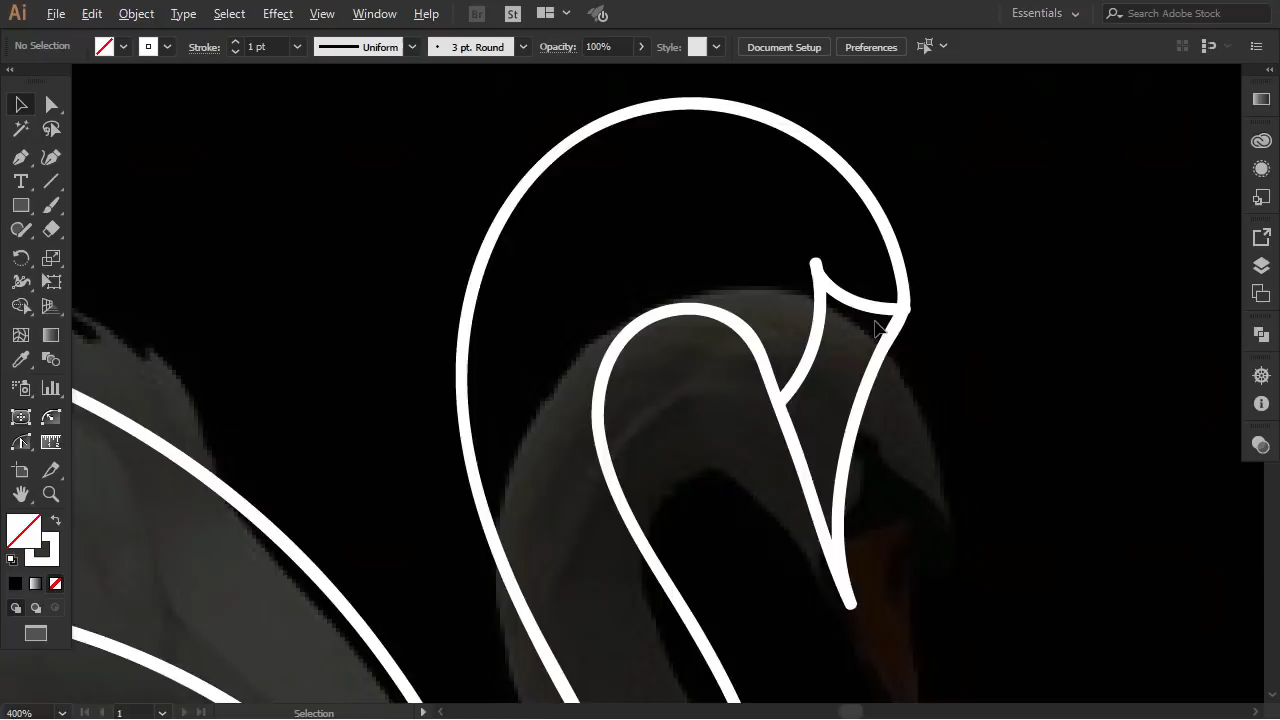 Ai File Edit Object Type Select Effect View Window Help Br St Essentials Search Adobe Stock
No Selection Stroke: 1 pt Uniform 3 pt. Round Opacity: 100% Style: Document Setup Preferences
400% 1 Selection